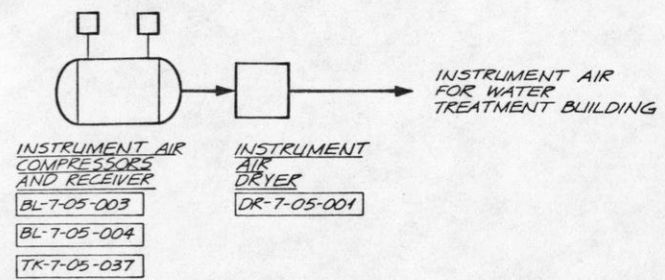 INSTRUMENT AIR
FOR WATER
TREATMENT BUILDING
INSTRUMENT AIR
COMPRESSORS
AND RECEIVER
BL-7-05-003
BL-7-05-004
TK-7-05-037
INSTRUMENT
AIR
DRYER
DR-7-05-001